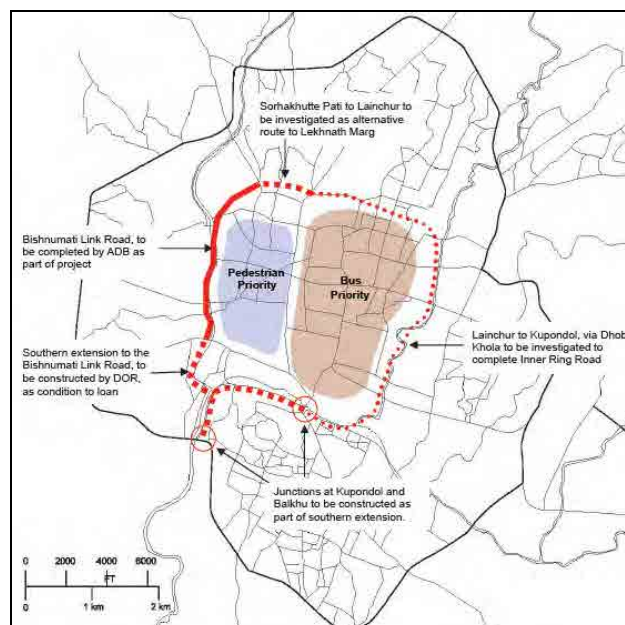 Sorhakhutte Pati to Lainchur to
be investigated as alternative
route to Lekhnath Marg
Bishnumati Link Road, to
be completed by ADB as
part of project
Pedestrian
Priority
Bus
Priority
Lainchur to Kupondol, via Dhob
Khola to be investigated to
complete Inner Ring Road
Southern extension to the
Bishnumati Link Road, to
be constructed by DOR,
as condition to loan
Junctions at Kupondol and
Balkhu to be constructed as
part of southern extension.
0 2000 4000 6000
FT
0 1 km 2 km